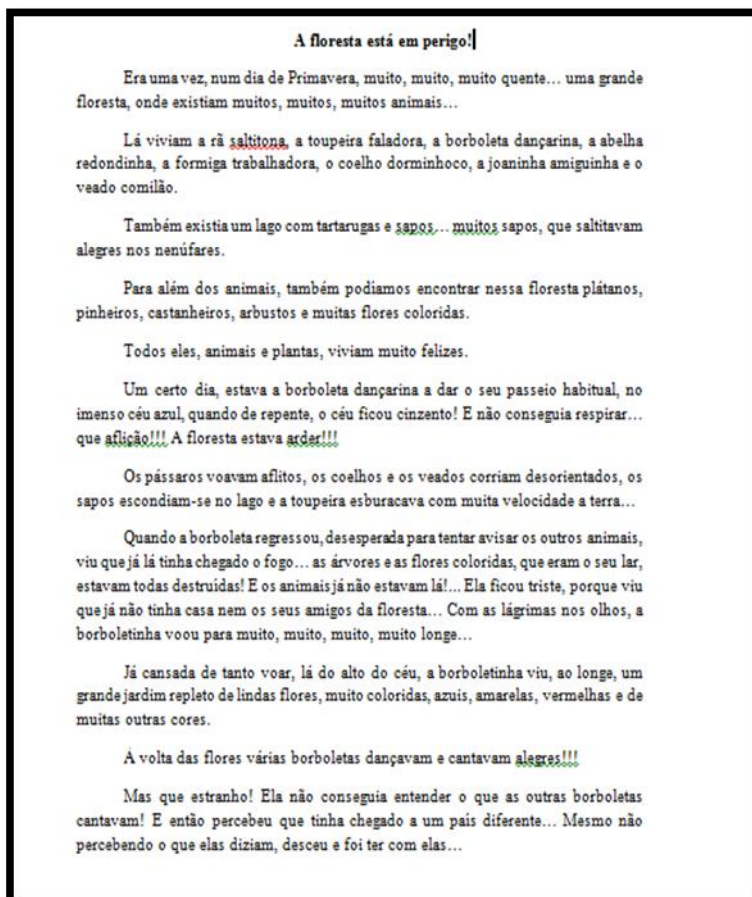 A floresta está em perigo!
Era uma vez, num dia de Primavera, muito, muito, muito quente… uma grande
floresta, onde existiam muitos, muitos, muitos animais…
Lá viviam a rã saltitona, a toupeira faladora, a borboleta dançarina, a abelha
redondinha, a formiga trabalhadora, o coelho dorminhoco, a joaninha amiguinha e o
veado comilão.
Também existia um lago com tartarugas e sapos… muitos sapos, que saltitavam
alegres nos nenúfares.
Para além dos animais, também podíamos encontrar nessa floresta plátanos,
pinheiros, castanheiros, arbustos e muitas flores coloridas.
Todos eles, animais e plantas, viviam muito felizes.
Um certo dia, estava a borboleta dançarina a dar o seu passeio habitual, no
imenso céu azul, quando de repente, o céu ficou cinzento! E não conseguia respirar…
que aflição!!! A floresta estava arder!!!
Os pássaros voavam aflitos, os coelhos e os veados corriam desorientados, os
sapos escondiam-se no lago e a toupeira esburacava com muita velocidade a terra…
Quando a borboleta regressou, desesperada para tentar avisar os outros animais,
viu que já lá tinha chegado o fogo… as árvores e as flores coloridas, que eram o seu lar,
estavam todas destruídas! E os animais já não estavam lá!... Ela ficou triste, porque viu
que já não tinha casa nem os seus amigos da floresta… Com as lágrimas nos olhos, a
borboletinha voou para muito, muito, muito, muito longe…
Já cansada de tanto voar, lá do alto do céu, a borboletinha viu, ao longe, um
grande jardim repleto de lindas flores, muito coloridas, azuis, amarelas, vermelhas e de
muitas outras cores.
À volta das flores várias borboletas dançavam e cantavam alegres!!!
Mas que estranho! Ela não conseguia entender o que as outras borboletas
cantavam! E então percebeu que tinha chegado a um país diferente… Mesmo não
percebendo o que elas diziam, desceu e foi ter com elas…